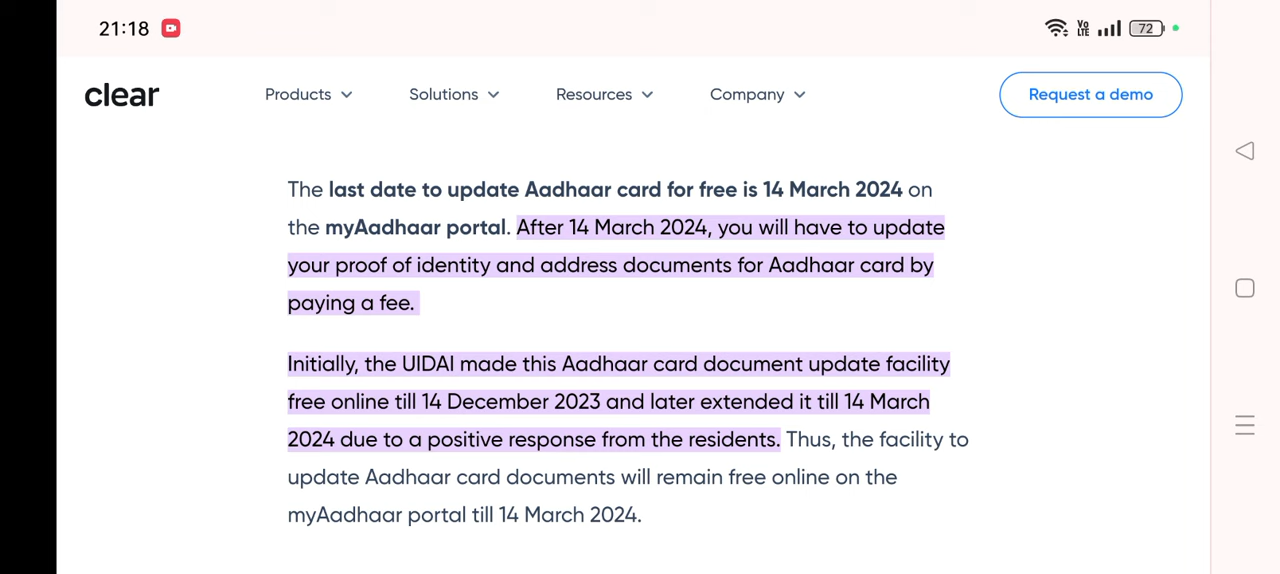 21:18
Vo LTE
72
clear
Products
Solutions
Resources
Company
Request a demo
The last date to update Aadhaar card for free is 14 March 2024 on
the myAadhaar portal. After 14 March 2024, you will have to update
your proof of identity and address documents for Aadhaar card by
paying a fee.
Initially, the UIDAI made this Aadhaar card document update facility
free online till 14 December 2023 and later extended it till 14 March
2024 due to a positive response from the residents. Thus, the facility to
update Aadhaar card documents will remain free online on the
myAadhaar portal till 14 March 2024.